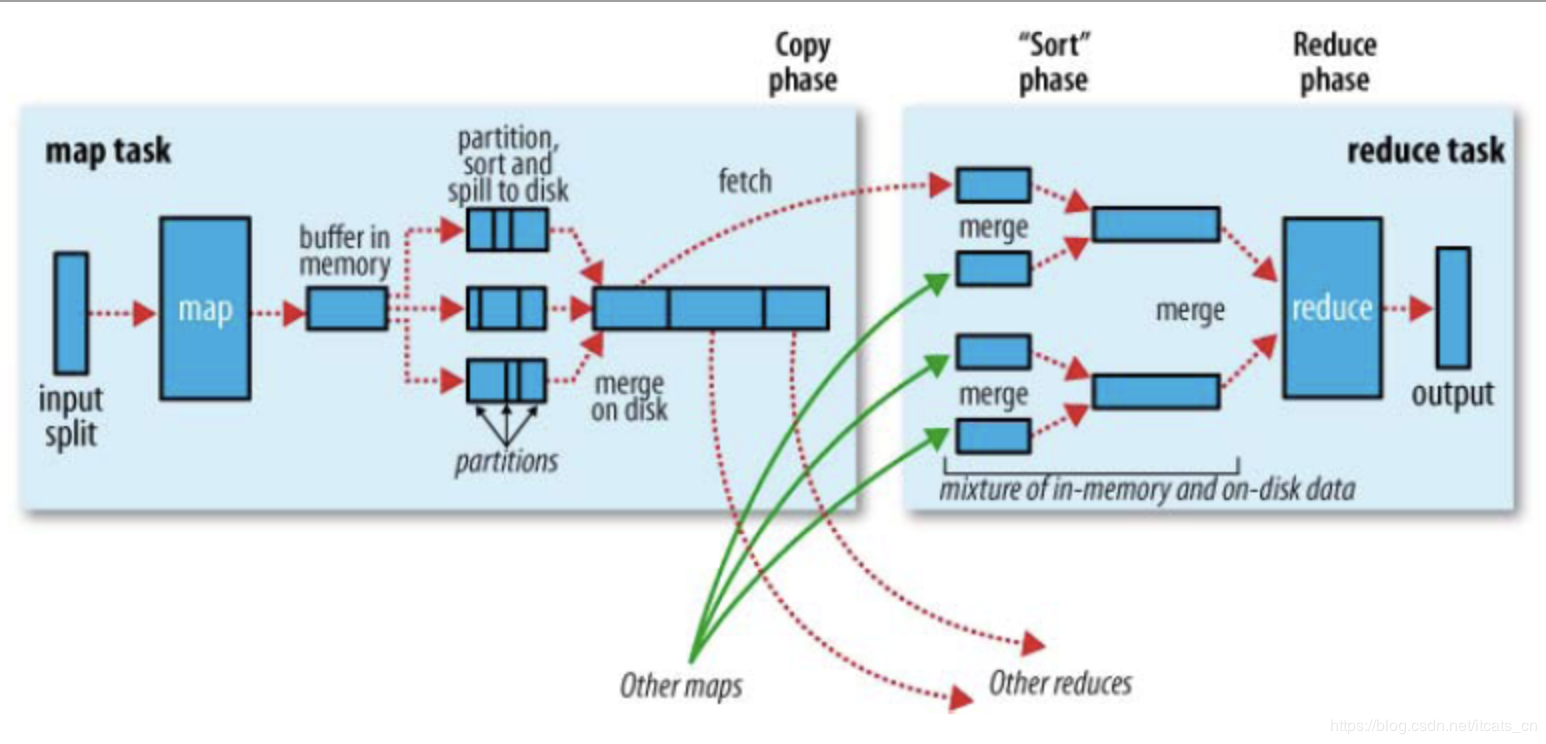 Copy
phase
“Sort”
phase
Reduce
phase
map task
reduce task
partition,
sort and
spill to disk
fetch
buffer in
memory
map
merge
merge
reduce
input
split
merge
on disk
merge
output
partitions
mixture of in-memory and on-disk data
Other maps
Other reduces
https://blog.csdn.net/itcats_cn